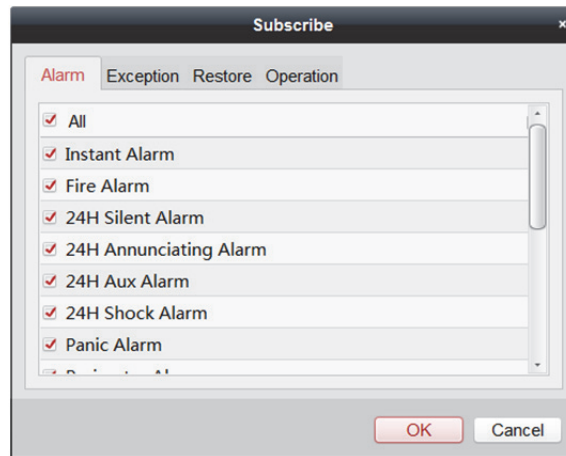 Subscribe
Alarm Exception Restore Operation
All
Instant Alarm
Fire Alarm
24H Silent Alarm
24H Annunciating Alarm
24H Aux Alarm
24H Shock Alarm
Panic Alarm
OK Cancel